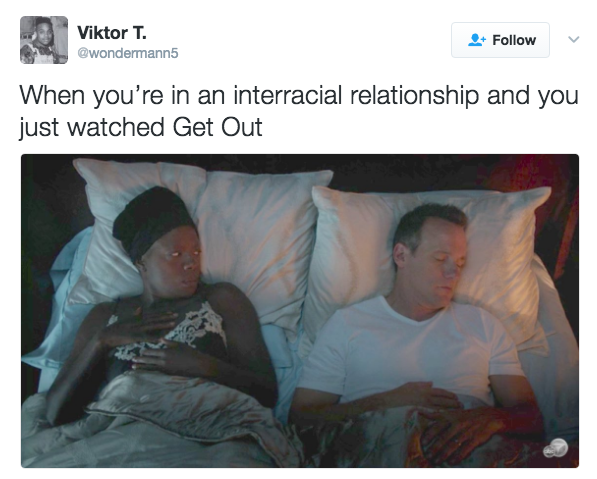 Viktor T.
@wondermann5
Follow
When you’re in an interracial relationship and you
just watched Get Out